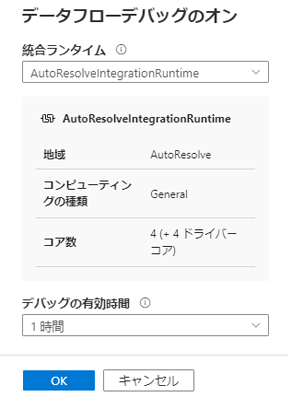 データフローデバッグのオン
統合ランタイム
AutoResolveIntegrationRuntime
AutoResolveIntegrationRuntime
地域 AutoResolve
コンピューティン
グの種類 General
コア数 4 (+ 4 ドライバー
コア)
デバッグの有効時間
1 時間
OK キャンセル